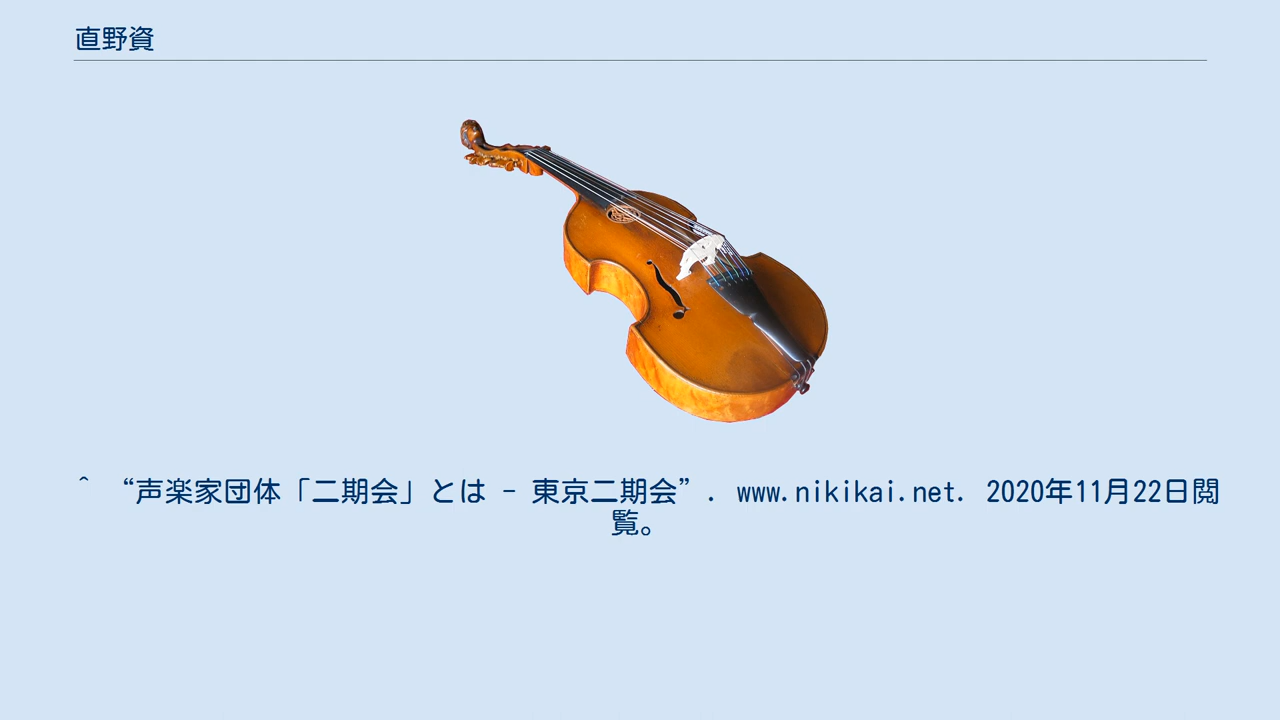 直野資
^ “声楽家団体「二期会」とは - 東京二期会”. www.nikikai.net. 2020年11月22日閲
覧。